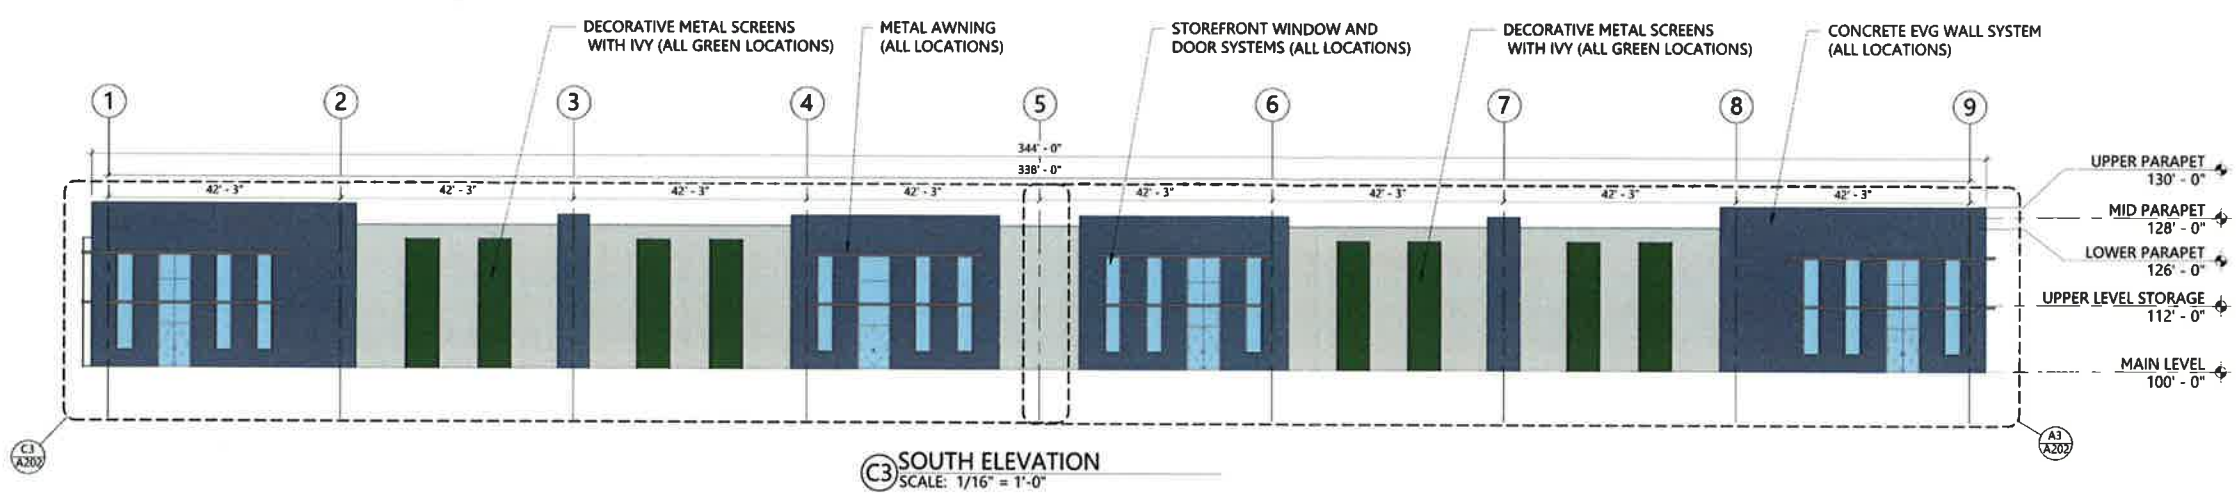 DECORATIVE METAL SCREENS
WITH IVY (ALL GREEN LOCATIONS)
METAL AWNING
(ALL LOCATIONS)
STOREFRONT WINDOW AND
DOOR SYSTEMS (ALL LOCATIONS)
DECORATIVE METAL SCREENS
WITH IVY (ALL GREEN LOCATIONS)
CONCRETE EVG WALL SYSTEM
(ALL LOCATIONS)
1 2 3 4 5 6 7 8 9
344' - 0"
338' - 0"
42' - 3" 42' - 3" 42' - 3" 42' - 3" 42' - 3" 42' - 3" 42' - 3" 42' - 3"
UPPER PARAPET
130' - 0"
MID PARAPET
128' - 0"
LOWER PARAPET
126' - 0"
UPPER LEVEL STORAGE
112' - 0"
MAIN LEVEL
100' - 0"
C3
A202
A3
A202
C3 SOUTH ELEVATION
SCALE: 1/16" = 1'-0"